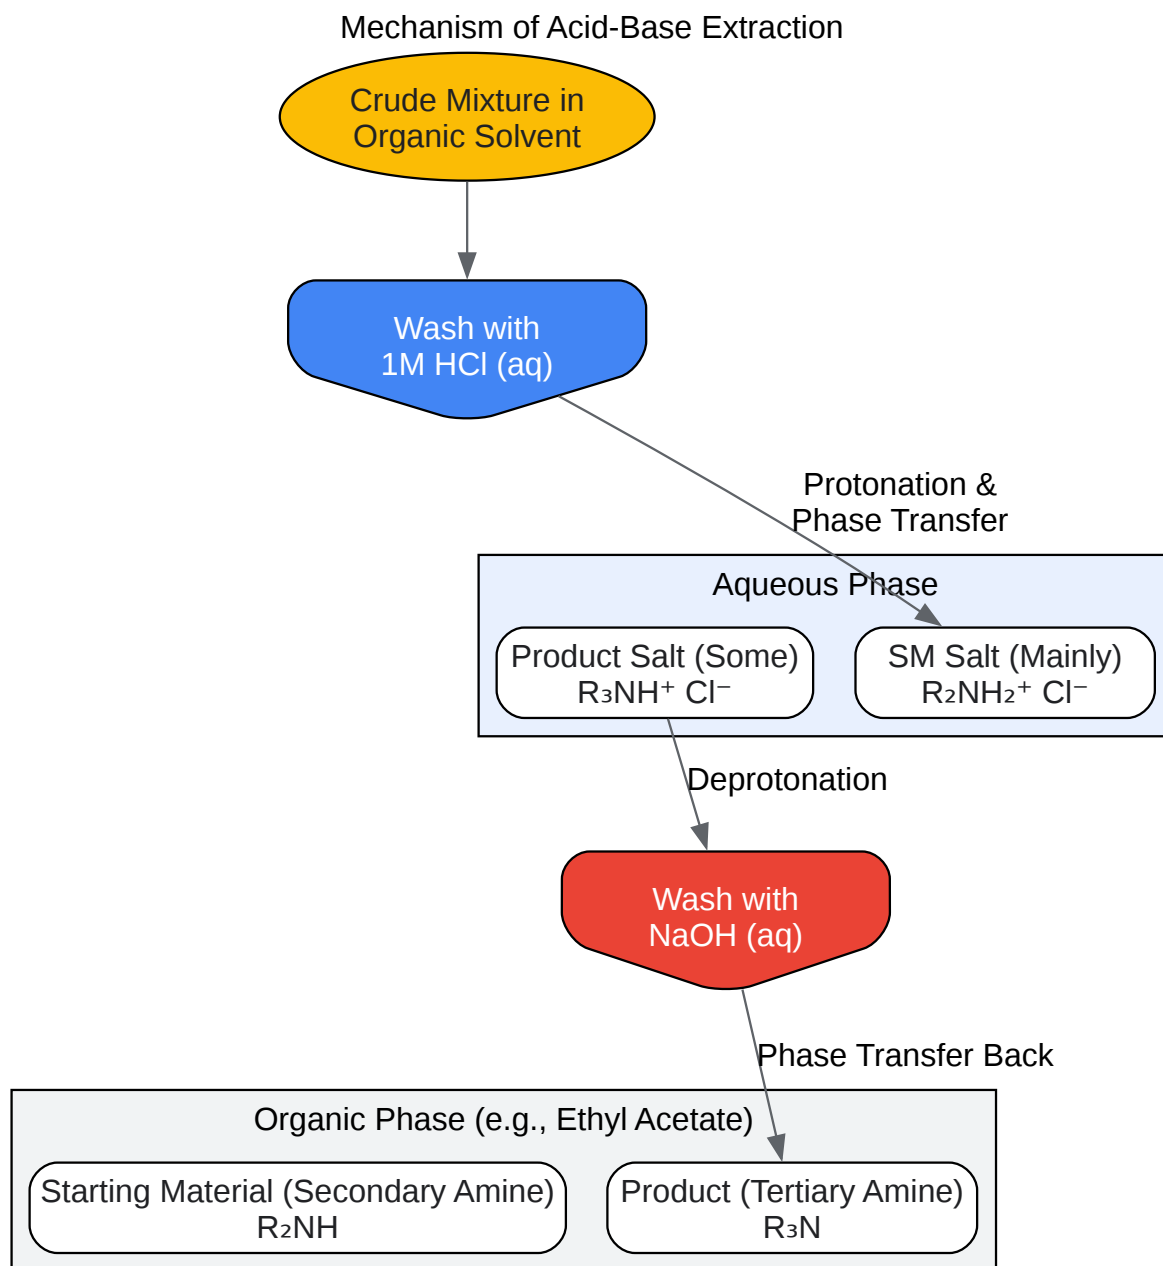 Mechanism of Acid-Base Extraction
Crude Mixture in
Organic Solvent
Wash with
1M HCl (aq)
Protonation &
Phase Transfer
Aqueous Phase
Product Salt (Some)
R₃NH⁺ Cl⁻
SM Salt (Mainly)
R₂NH₂⁺ Cl⁻
Deprotonation
Wash with
NaOH (aq)
Phase Transfer Back
Organic Phase (e.g., Ethyl Acetate)
Starting Material (Secondary Amine)
R₂NH
Product (Tertiary Amine)
R₃N